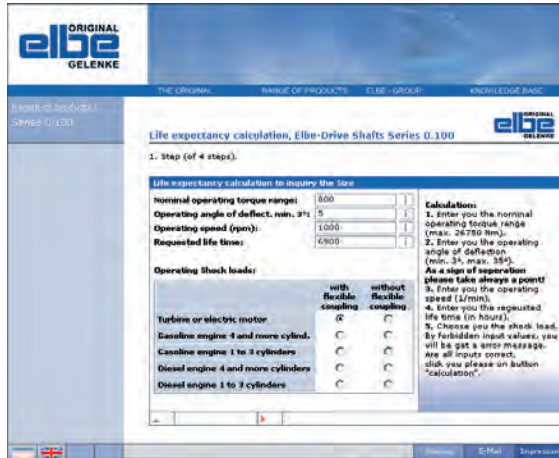 ORIGINAL
elbe
GELENKE
THE ORIGINAL RANGE OF PRODUCTS ELBE - GROUP KNOWLEDGE BASE
Range of products /
Series 0.100
ORIGINAL
elbe
GELENKE
Life expectancy calculation, Elbe-Drive Shafts Series 0.100
1. Step (of 4 steps).
Life expectancy calculation to inquiry the Size
Nominal operating torque range: 800
Operating angle of deflect. min. 3°: 5
Operating speed (rpm): 1000
Requested life time: 6900
Operating Shock loads:
with flexible coupling
without flexible coupling
Turbine or electric motor
Gasoline engine 4 and more cylind.
Gasoline engine 1 to 3 cylinders
Diesel engine 4 and more cylinders
Diesel engine 1 to 3 cylinders
Calculation:
1. Enter you the nominal
operating torque range
(max. 26750 Nm).
2. Enter you the operating
angle of deflection
(min. 3°, max. 35°).
As a sign of seperation
please take always a point!
3. Enter you the operating
speed (1/min).
4. Enter you the regeusted
life time (in hours).
5. Choose you the shock load.
By forbidden input values, you
will be gat a error message.
Are all inputs correct,
click you please on button
"calculation".
E-Mail